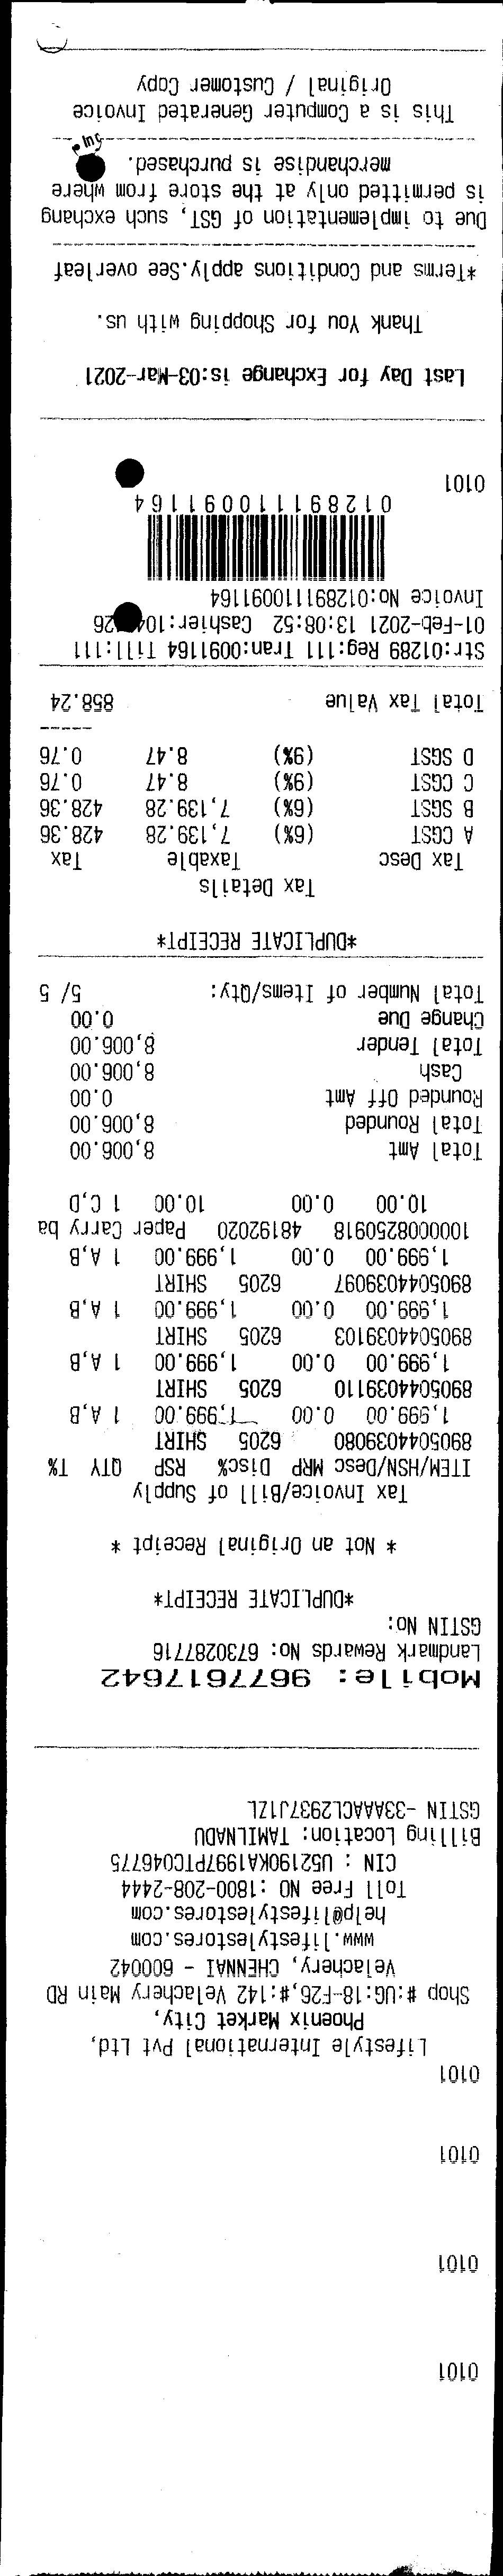 0101
0101
0101
0101
Lifestyle International Pvt Ltd,
Phoenix Market City,
Shop #:UG:18-F26,#:142 Velachery Main RD
Velachery, CHENNAI - 600042
www.lifestylestores.com
help@lifestylestores.com
Toll Free NO :1800-208-2444
CIN : U52190KA1997PTC046775
Billing Location: TAMILNADU
GSTIN -33AAACL2937J1ZL
Mobile: 9677617642
Landmark Rewards No: 6730287716
GSTIN No:
*DUPLICATE RECEIPT*
* Not an Original Receipt *
Tax Invoice/Bill of Supply
ITEM/HSN/Desc MRP Disc% RSP QTY T%
8905044039080 6205 SHIRT
1,999.00 0.00 1,999.00 1 A,B
8905044039110 6205 SHIRT
1,999.00 0.00 1,999.00 1 A,B
8905044039103 6205 SHIRT
1,999.00 0.00 1,999.00 1 A,B
8905044039097 6205 SHIRT
1,999.00 0.00 1,999.00 1 A,B
1000008250918 48192020 Paper Carry ba
10.00 0.00 10.00 1 C,D
Total Amt 8,006.00
Total Rounded 8,006.00
Rounded Off Amt 0.00
Cash 8,006.00
Total Tender 8,006.00
Change Due 0.00
Total Number of Items/Qty: 5/ 5
*DUPLICATE RECEIPT*
Tax Details
Tax Desc Taxable Tax
A CGST (6%) 7,139.28 428.36
B SGST (6%) 7,139.28 428.36
C CGST (9%) 8.47 0.76
D SGST (9%) 8.47 0.76
Total Tax Value 858.24
Str:01289 Reg:111 Tran:0091164 Till:111
01-Feb-2021 13:08:52 Cashier:104 26
Invoice No:012891110091164
012891110091164
0101
Last Day for Exchange is:03-Mar-2021
Thank You for Shopping with us.
*Terms and Conditions apply.See overleaf
Due to implementation of GST, such exchang
is permitted only at the store from where
merchandise is purchased.
This is a Computer Generated Invoice
Original / Customer Copy